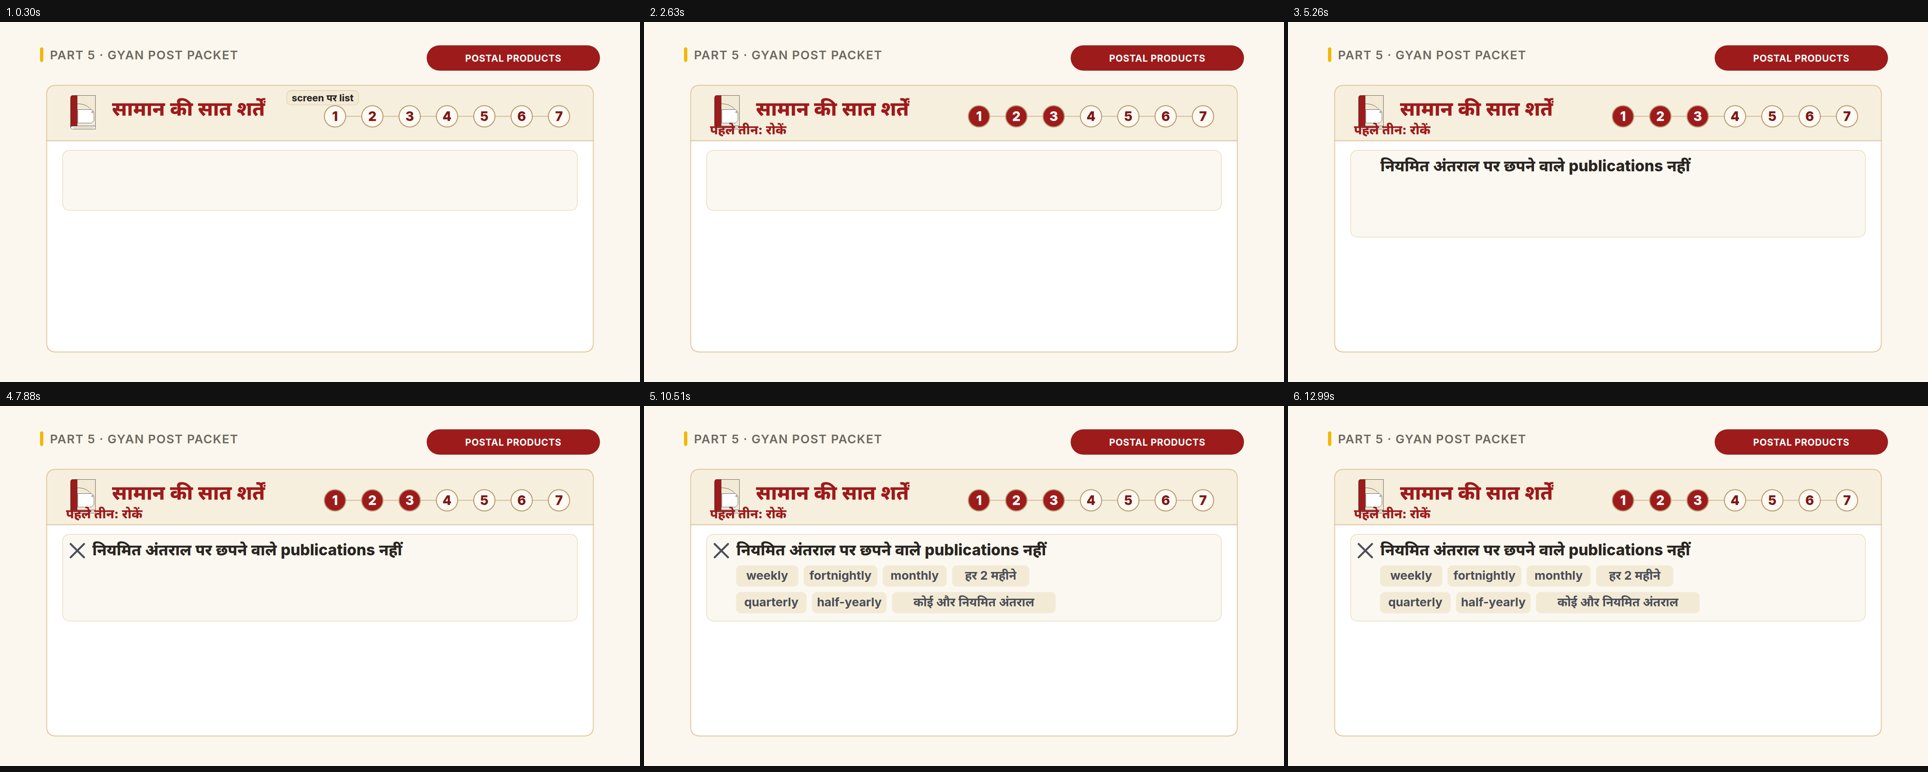 1. 0.30s
PART 5 · GYAN POST PACKET
POSTAL PRODUCTS
सामान की सात शर्तें
screen पर list
1 2 3 4 5 6 7
2. 2.63s
PART 5 · GYAN POST PACKET
POSTAL PRODUCTS
सामान की सात शर्तें
1 2 3 4 5 6 7
पहले तीन: रोकें
3. 5.26s
PART 5 · GYAN POST PACKET
POSTAL PRODUCTS
सामान की सात शर्तें
1 2 3 4 5 6 7
पहले तीन: रोकें
नियमित अंतराल पर छपने वाले publications नहीं
4. 7.88s
PART 5 · GYAN POST PACKET
POSTAL PRODUCTS
सामान की सात शर्तें
1 2 3 4 5 6 7
पहले तीन: रोकें
नियमित अंतराल पर छपने वाले publications नहीं
5. 10.51s
PART 5 · GYAN POST PACKET
POSTAL PRODUCTS
सामान की सात शर्तें
1 2 3 4 5 6 7
पहले तीन: रोकें
नियमित अंतराल पर छपने वाले publications नहीं
weekly fortnightly monthly हर 2 महीने
quarterly half-yearly कोई और नियमित अंतराल
6. 12.99s
PART 5 · GYAN POST PACKET
POSTAL PRODUCTS
सामान की सात शर्तें
1 2 3 4 5 6 7
पहले तीन: रोकें
नियमित अंतराल पर छपने वाले publications नहीं
weekly fortnightly monthly हर 2 महीने
quarterly half-yearly कोई और नियमित अंतराल